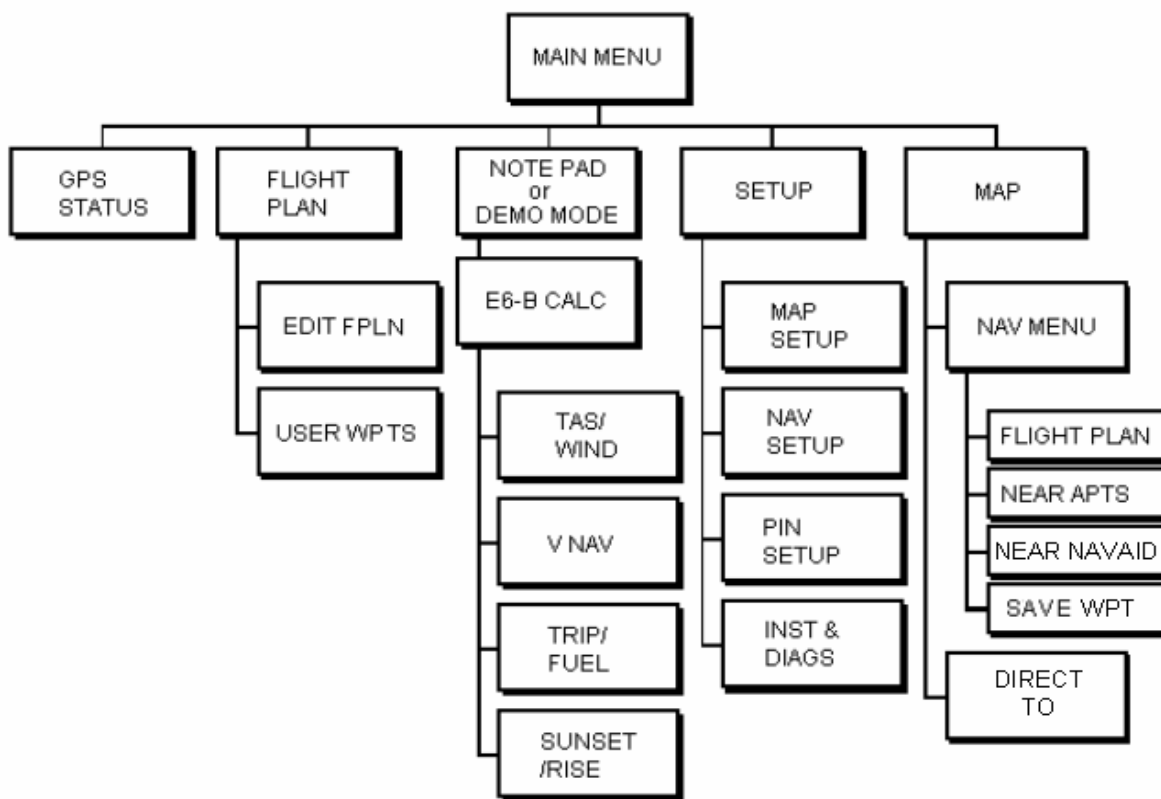 MAIN MENU
GPS
STATUS
FLIGHT
PLAN
NOTE PAD
or
DEMO MODE
SETUP
MAP
EDIT FPLN
USER WPTS
E6-B CALC
TAS/
WIND
V NAV
TRIP/
FUEL
SUNSET
/RISE
MAP
SETUP
NAV
SETUP
PIN
SETUP
INST &
DIAGS
NAV MENU
FLIGHT PLAN
NEAR APTS
NEAR NAVAID
SAVE WPT
DIRECT
TO